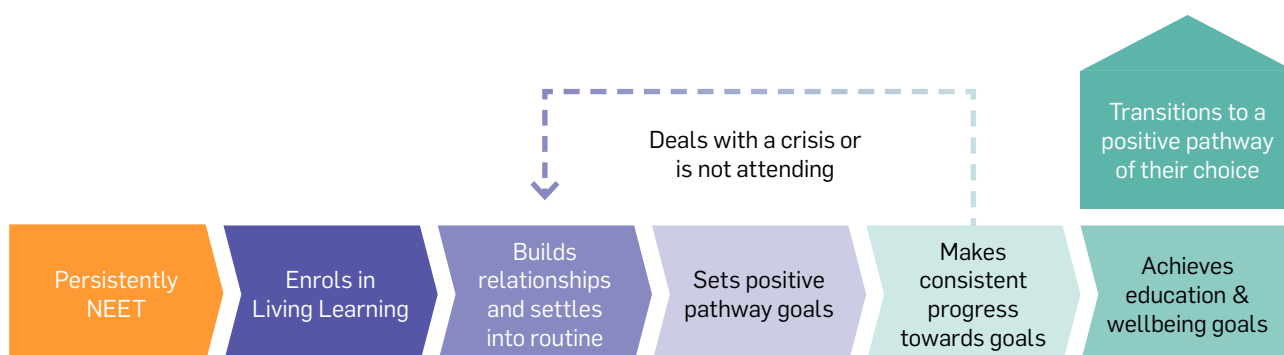 Persistently
NEET
Enrols in
Living Learning
Builds
relationships
and settles
into routine
Sets positive
pathway goals
Makes
consistent
progress
towards goals
Deals with a crisis or
is not attending
Achieves
education &
wellbeing goals
Transitions to a
positive pathway
of their choice